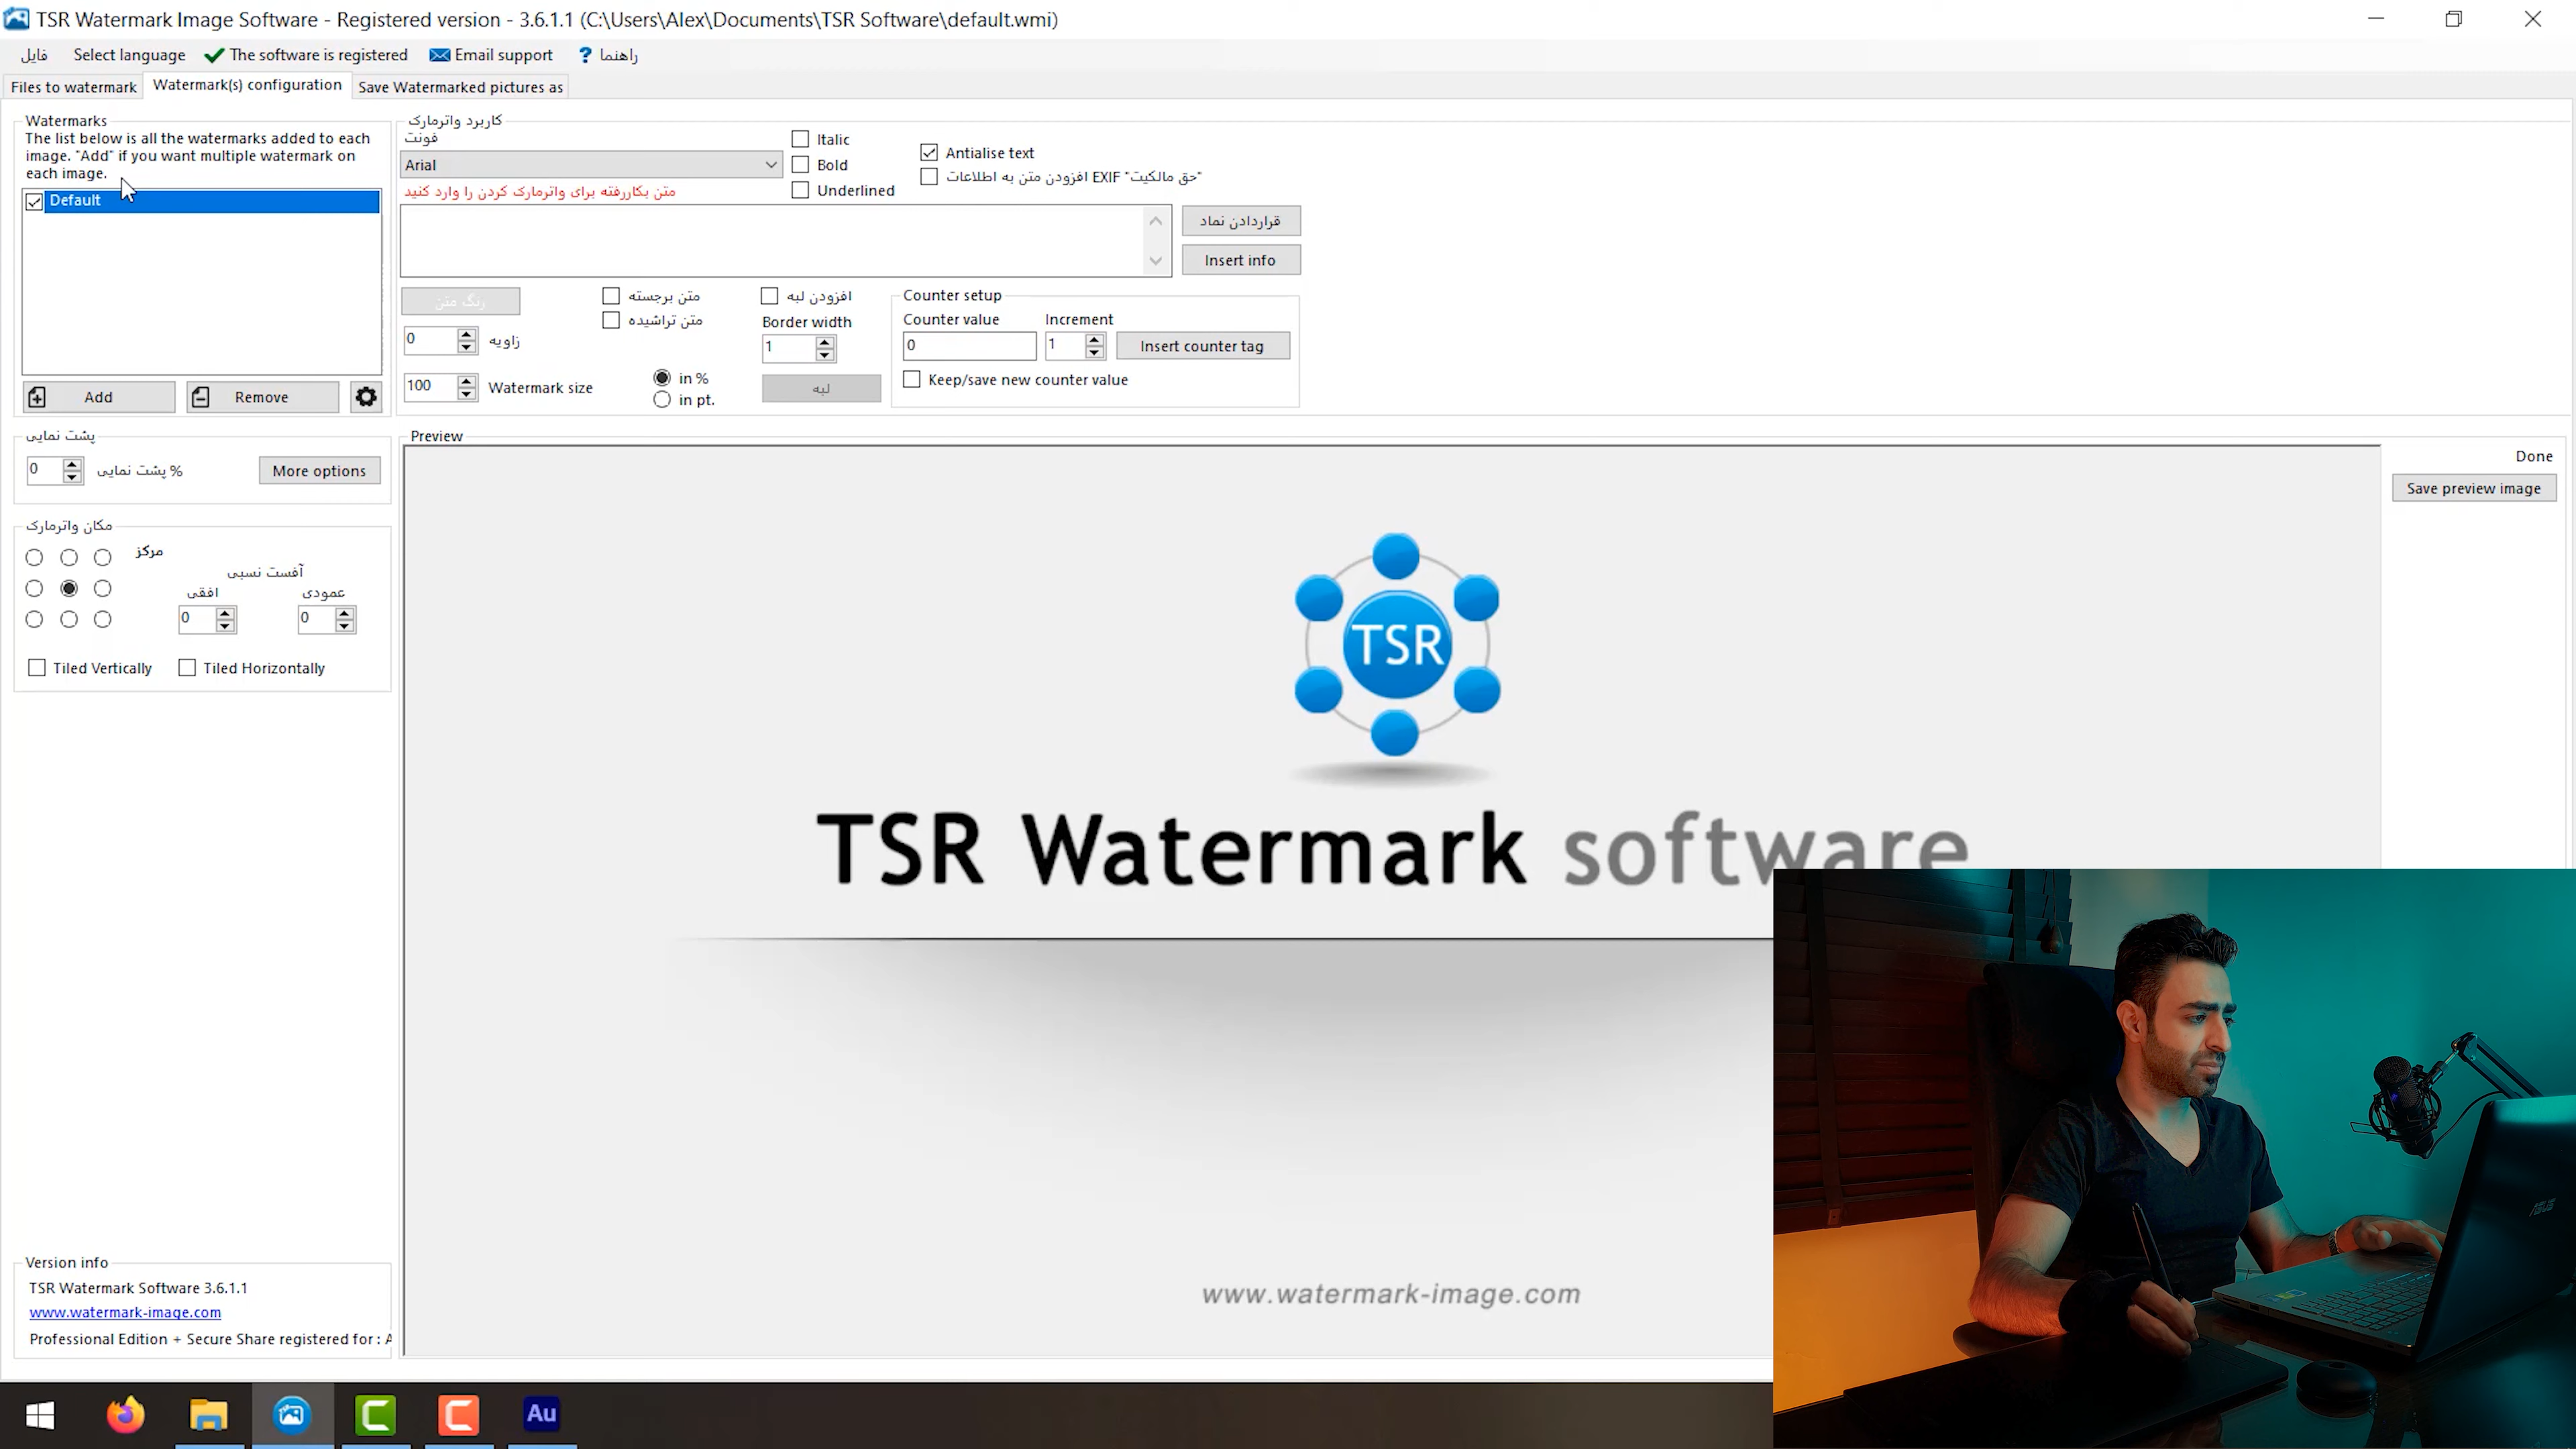 TSR Watermark Image Software - Registered version - 3.6.1.1 (C:\Users\Alex\Documents\TSR Software\default.wmi)
فایل Select language The software is registered Email support ? راهنما
Files to watermark Watermark(s) configuration Save Watermarked pictures as
Watermarks
The list below is all the watermarks added to each
image. "Add" if you want multiple watermark on
each image.
Default
Add Remove
کاربرد واترمارک
فونت
Arial
Italic
Bold
Underlined
Antialise text
افزودن متن به اطلاعات EXIF "حق مالکیت"
متن بکاررفته برای واترمارک کردن را وارد کنید
قراردادن نماد
Insert info
رنگ متن
متن برجسته
متن تراشیده
0 زاویه
100 Watermark size
in %
in pt.
افزودن لبه
Border width
1
لبه
Counter setup
Counter value Increment
0 1 Insert counter tag
Keep/save new counter value
پشت نمایی
0 % پشت نمایی More options
مکان واترمارک
مرکز
آفست نسبی
افقی عمودی
0 0
Tiled Vertically Tiled Horizontally
Preview
Done
Save preview image
TSR
TSR Watermark software
www.watermark-image.com
Version info
TSR Watermark Software 3.6.1.1
www.watermark-image.com
Professional Edition + Secure Share registered for : A
Au
ASUS